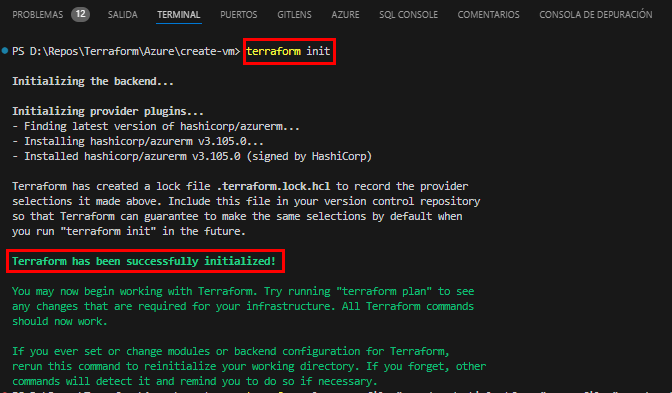 PROBLEMAS 12 SALIDA TERMINAL PUERTOS GITLENS AZURE SQL CONSOLE COMENTARIOS CONSOLA DE DEPURACIÓN
PS D:\Repos\Terraform\Azure\create-vm> terraform init
Initializing the backend...
Initializing provider plugins...
- Finding latest version of hashicorp/azurerm...
- Installing hashicorp/azurerm v3.105.0...
- Installed hashicorp/azurerm v3.105.0 (signed by HashiCorp)
Terraform has created a lock file .terraform.lock.hcl to record the provider
selections it made above. Include this file in your version control repository
so that Terraform can guarantee to make the same selections by default when
you run "terraform init" in the future.
Terraform has been successfully initialized!
You may now begin working with Terraform. Try running "terraform plan" to see
any changes that are required for your infrastructure. All Terraform commands
should now work.
If you ever set or change modules or backend configuration for Terraform,
rerun this command to reinitialize your working directory. If you forget, other
commands will detect it and remind you to do so if necessary.